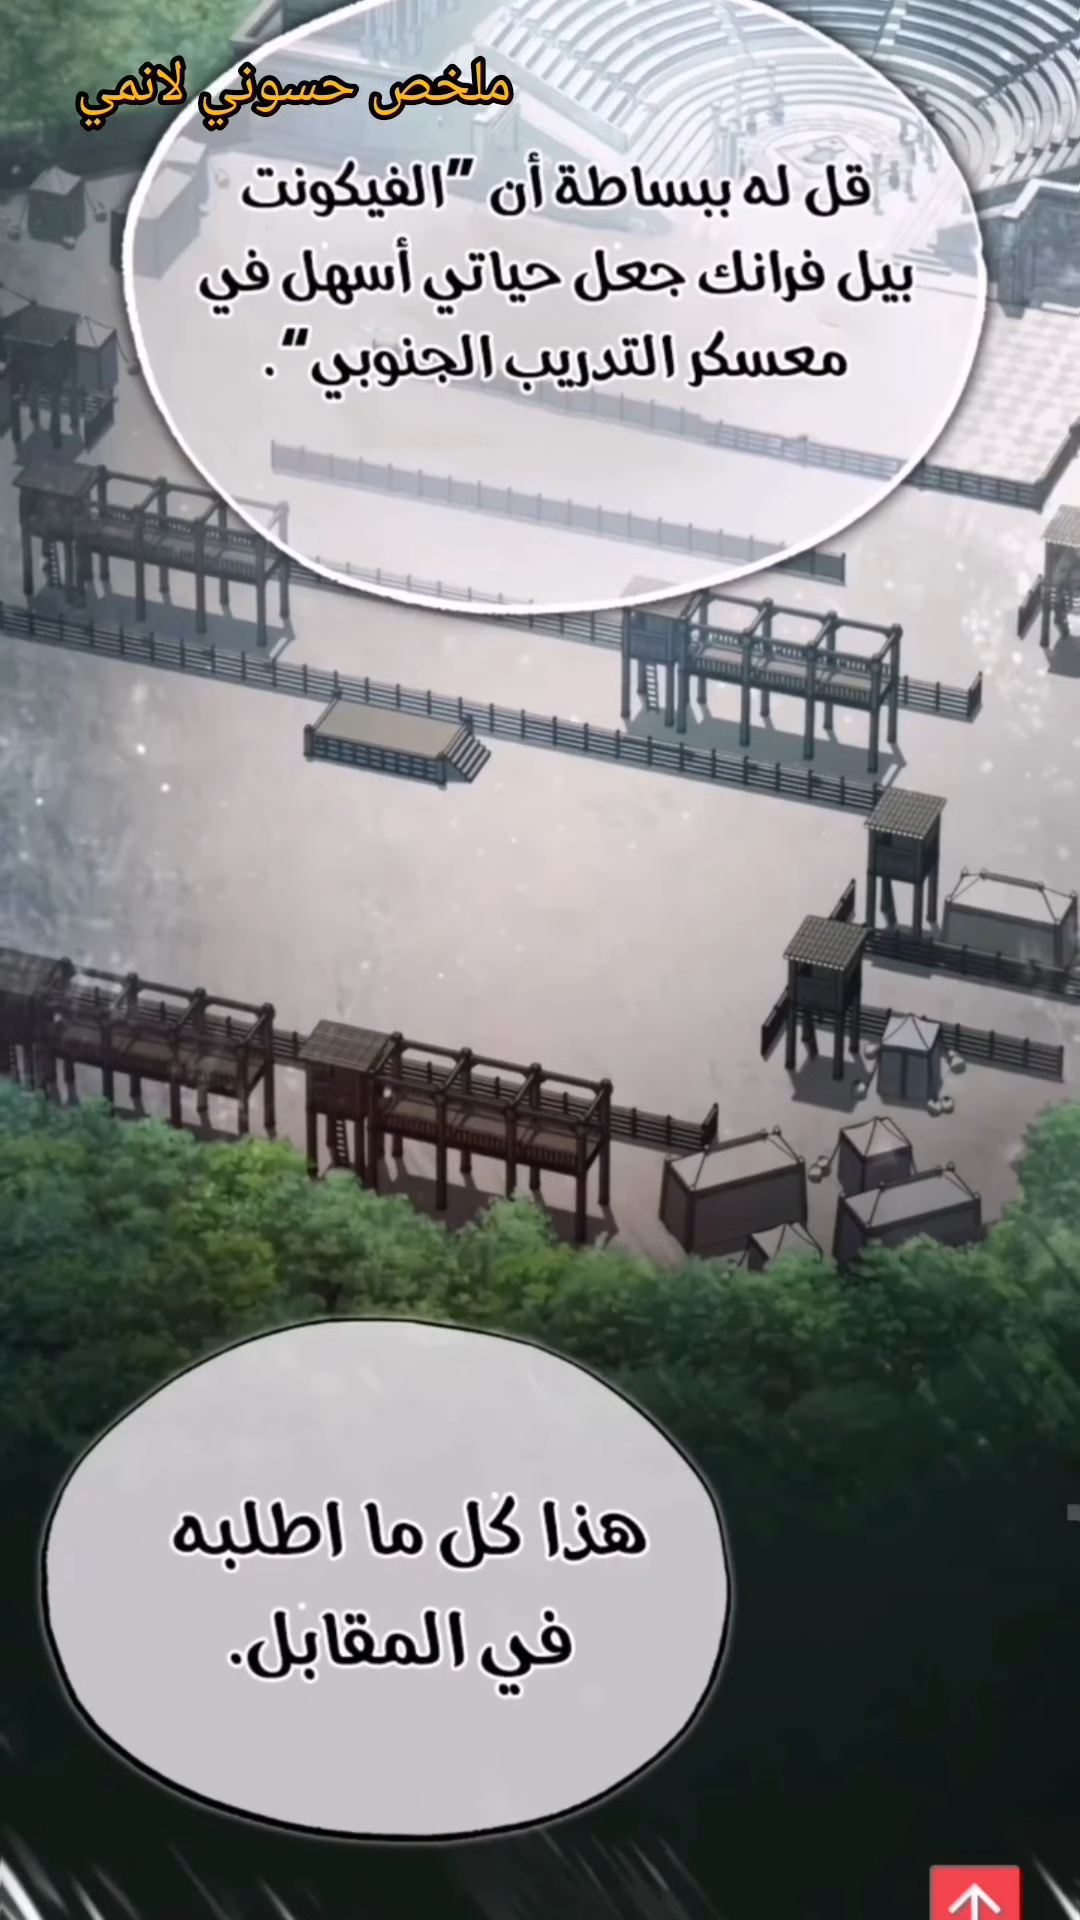 ملخص حسوني لانمي
قل له ببساطة أن "الفيكونت
بيل فرانك جعل حياتي أسهل في
معسكر التدريب الجنوبي".
هذا كل ما اطلبه
في المقابل.